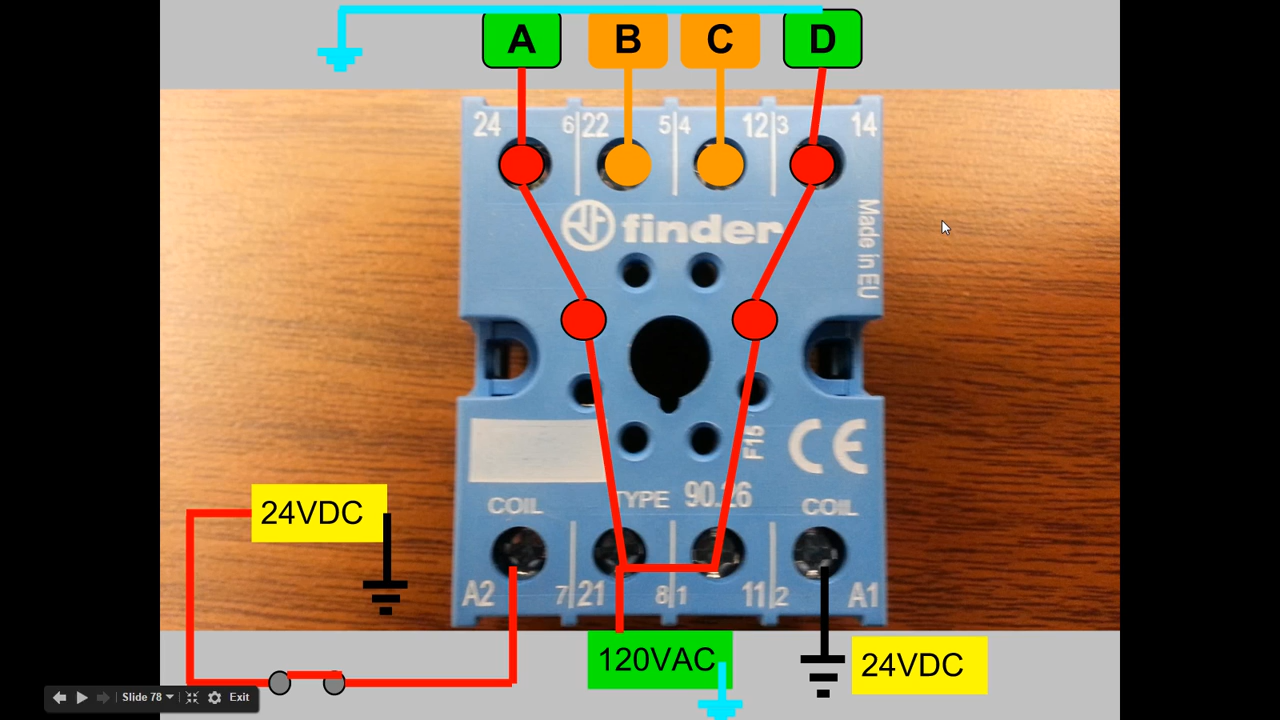 A B C D
24 6 22 5 4 12 3 14
finder
Made in EU
F15
TYPE 90.26
COIL COIL
24VDC
A2 7 21 8 1 11 2 A1
120VAC
24VDC
CE
Slide 78 Exit